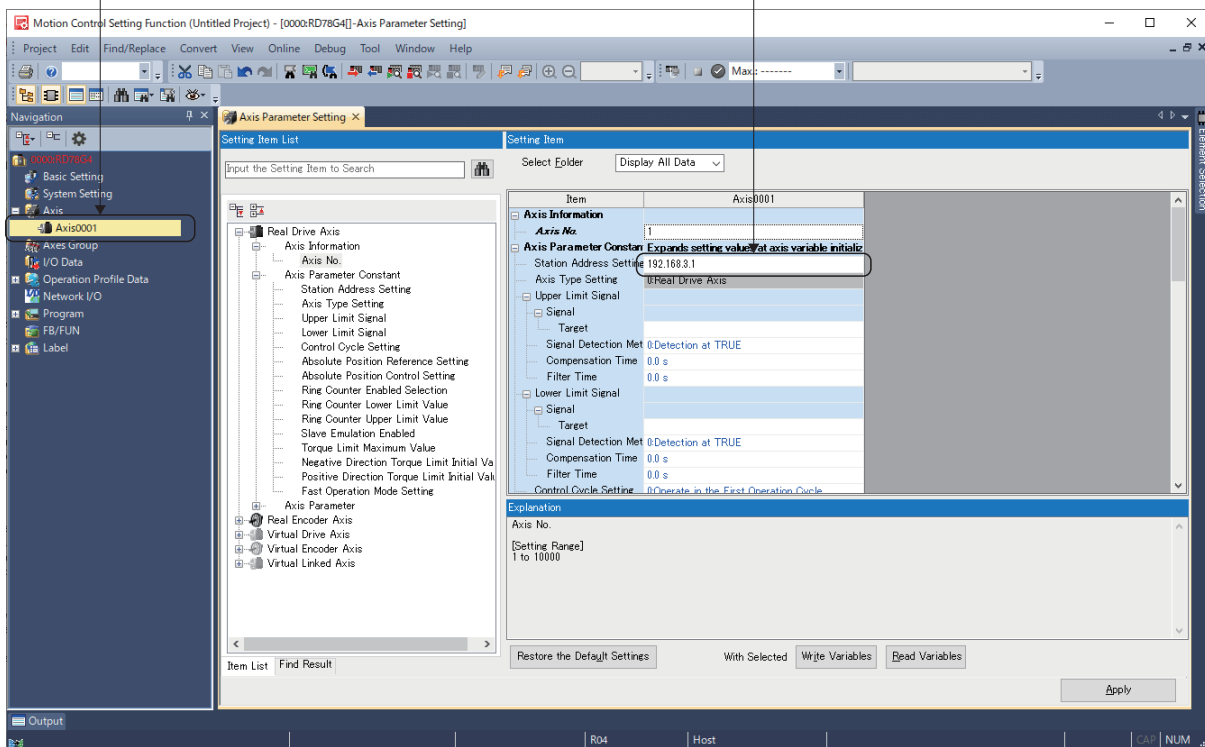 Motion Control Setting Function (Untitled Project) - [0000:RD78G4[]-Axis Parameter Setting]
Project Edit Find/Replace Convert View Online Debug Tool Window Help
Max.: -------
Navigation
0000:RD78G4
Basic Setting
System Setting
Axis
Axis0001
Axes Group
I/O Data
Operation Profile Data
Network I/O
Program
FB/FUN
Label
Axis Parameter Setting
Setting Item List
Input the Setting Item to Search
Real Drive Axis
Axis Information
Axis No.
Axis Parameter Constant
Station Address Setting
Axis Type Setting
Upper Limit Signal
Lower Limit Signal
Control Cycle Setting
Absolute Position Reference Setting
Absolute Position Control Setting
Ring Counter Enabled Selection
Ring Counter Lower Limit Value
Ring Counter Upper Limit Value
Slave Emulation Enabled
Torque Limit Maximum Value
Negative Direction Torque Limit Initial Va
Positive Direction Torque Limit Initial Valu
Fast Operation Mode Setting
Axis Parameter
Real Encoder Axis
Virtual Drive Axis
Virtual Encoder Axis
Virtual Linked Axis
Item List Find Result
Setting Item
Select Folder Display All Data
Item Axis0001
Axis Information
Axis No. 1
Axis Parameter Constan Expands setting values at axis variable initializ
Station Address Setting 192.168.3.1
Axis Type Setting 0:Real Drive Axis
Upper Limit Signal
Signal
Target
Signal Detection Met 0:Detection at TRUE
Compensation Time 0.0 s
Filter Time 0.0 s
Lower Limit Signal
Signal
Target
Signal Detection Met 0:Detection at TRUE
Compensation Time 0.0 s
Filter Time 0.0 s
Control Cycle Setting 0:Operate in the First Operation Cycle
Explanation
Axis No.
[Setting Range]
1 to 10000
Restore the Default Settings With Selected Write Variables Read Variables
Apply
Element Selection
Output
R04 Host CAP NUM